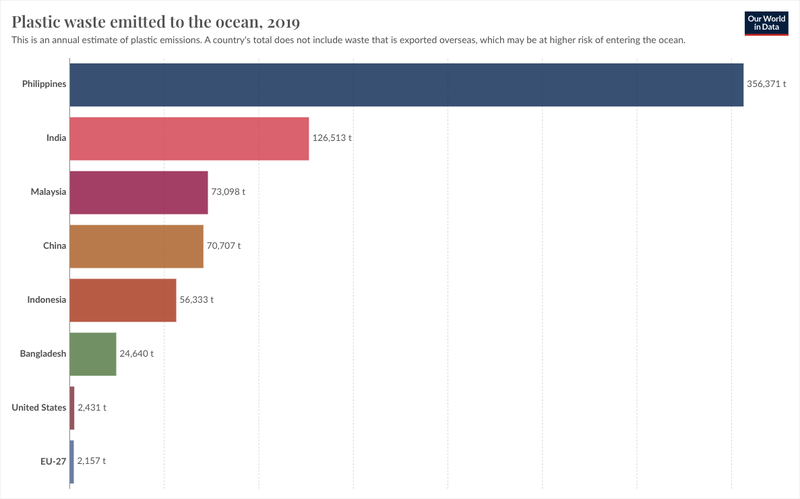 Plastic waste emitted to the ocean, 2019
Our World
in Data
This is an annual estimate of plastic emissions. A country's total does not include waste that is exported overseas, which may be at higher risk of entering the ocean.
Philippines 356,371 t
India 126,513 t
Malaysia 73,098 t
China 70,707 t
Indonesia 56,333 t
Bangladesh 24,640 t
United States 2,431 t
EU-27 2,157 t